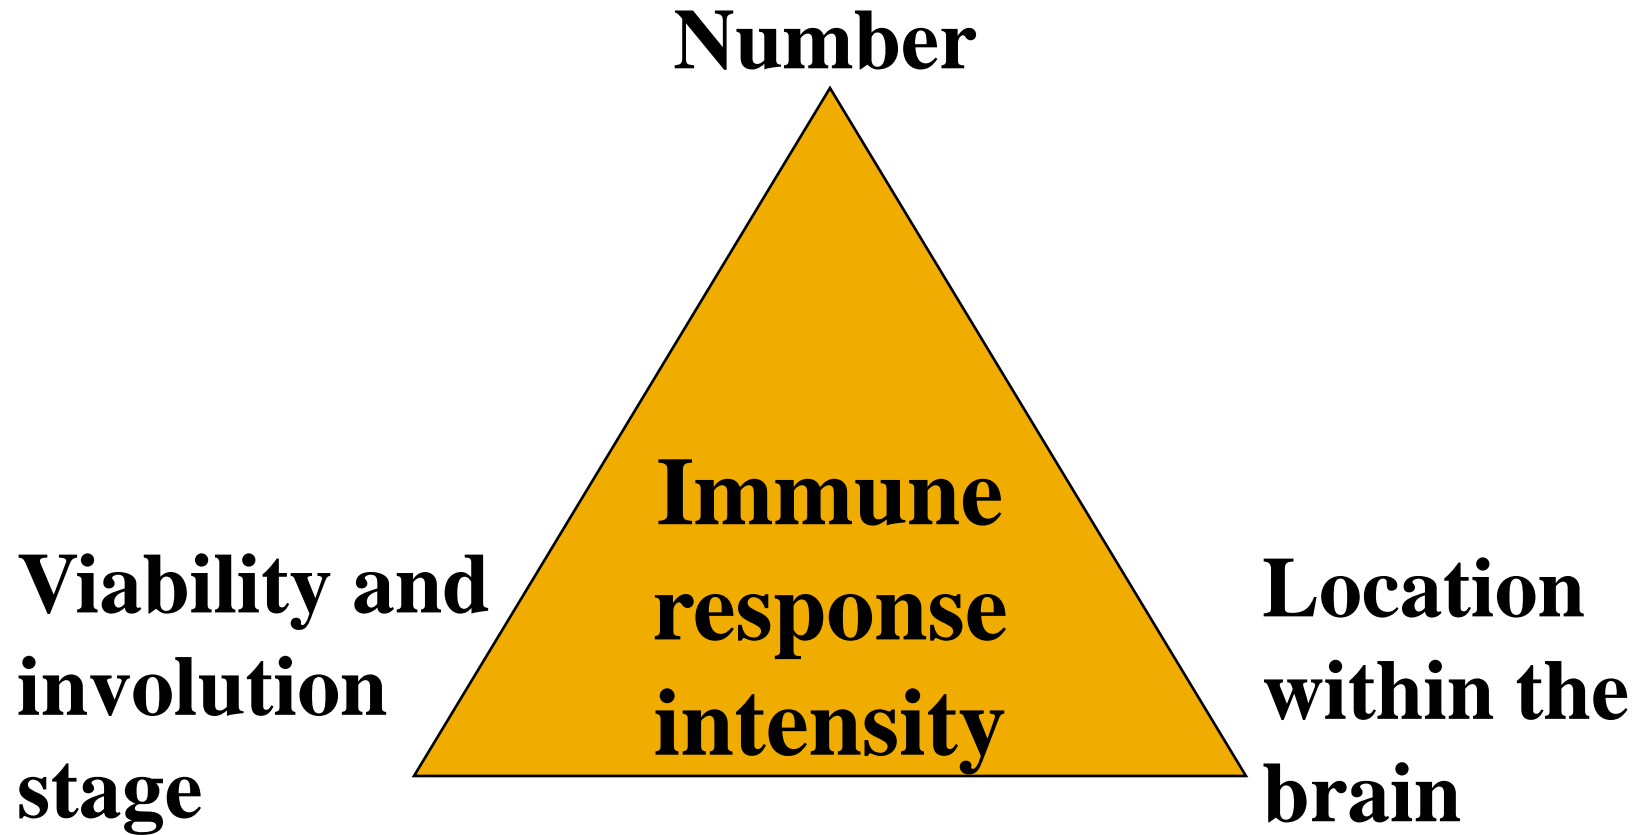 Number
Immune
response
intensity
Viability and
involution
stage
Location
within the
brain